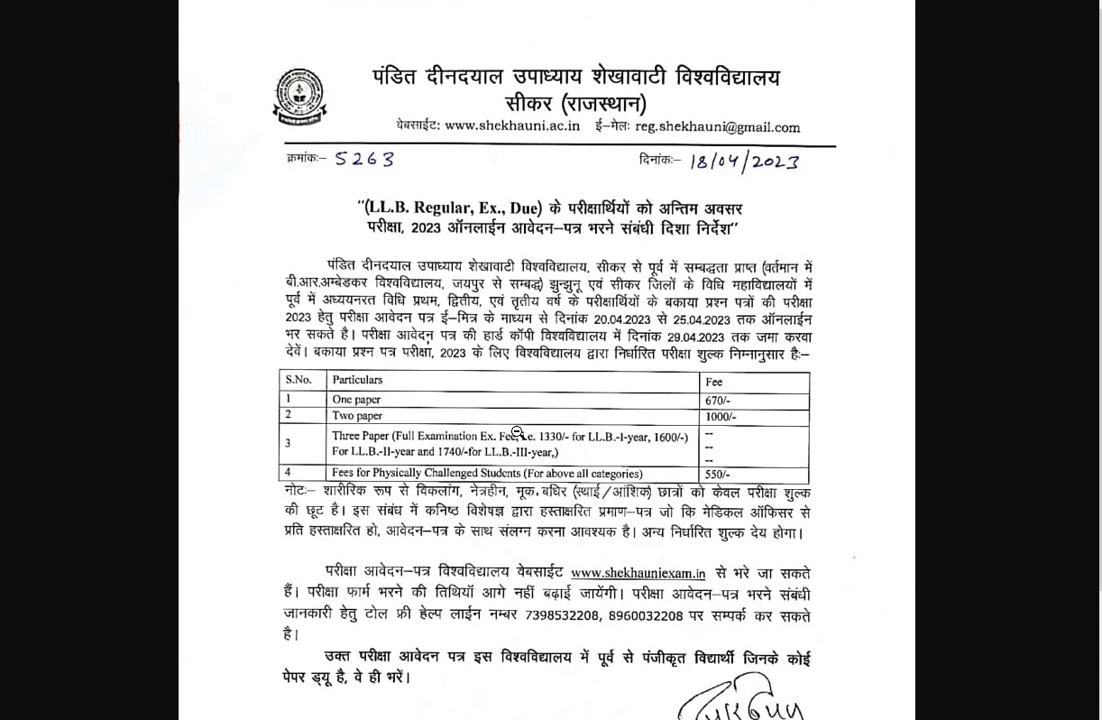 पंडित दीनदयाल उपाध्याय शेखावाटी विश्वविद्यालय
सीकर (राजस्थान)
वेबसाईटः www.shekhauni.ac.in ई-मेलः reg.shekhauni@gmail.com
क्रमांकः– 5263 दिनांकः– 18/04/2023
"(LL.B. Regular, Ex., Due) के परीक्षार्थियों को अन्तिम अवसर
परीक्षा, 2023 ऑनलाईन आवेदन–पत्र भरने संबंधी दिशा निर्देश"
पंडित दीनदयाल उपाध्याय शेखावाटी विश्वविद्यालय, सीकर से पूर्व में सम्बद्धता प्राप्त (वर्तमान में
बी.आर.अम्बेडकर विश्वविद्यालय, जयपुर से सम्बद्ध) झुन्झुनू एवं सीकर जिलों के विधि महाविद्यालयों में
पूर्व में अध्ययनरत विधि प्रथम, द्वितीय, एवं तृतीय वर्ष के परीक्षार्थियों के बकाया प्रश्न पत्रों की परीक्षा
2023 हेतु परीक्षा आवेदन पत्र ई–मित्र के माध्यम से दिनांक 20.04.2023 से 25.04.2023 तक ऑनलाईन
भर सकते है। परीक्षा आवेदन पत्र की हार्ड कॉपी विश्वविद्यालय में दिनांक 29.04.2023 तक जमा करवा
देवें। बकाया प्रश्न पत्र परीक्षा, 2023 के लिए विश्वविद्यालय द्वारा निर्धारित परीक्षा शुल्क निम्नानुसार हैः–
S.No. Particulars Fee
1 One paper 670/-
2 Two paper 1000/-
3 Three Paper (Full Examination Ex. Fee, i.e. 1330/- for LL.B.-I-year, 1600/-) --
For LL.B.-II-year and 1740/-for LL.B.-III-year,) --
--
4 Fees for Physically Challenged Students (For above all categories) 550/-
नोटः– शारीरिक रूप से विकलांग, नेत्रहीन, मूक, बधिर (स्थाई/आंशिक) छात्रों को केवल परीक्षा शुल्क
की छूट है। इस संबंध में कनिष्ठ विशेषज्ञ द्वारा हस्ताक्षरित प्रमाण–पत्र जो कि मेडिकल ऑफिसर से
प्रति हस्ताक्षरित हो, आवेदन–पत्र के साथ संलग्न करना आवश्यक है। अन्य निर्धारित शुल्क देय होगा।
परीक्षा आवेदन–पत्र विश्वविद्यालय वेबसाईट www.shekhauniexam.in से भरे जा सकते
हैं। परीक्षा फार्म भरने की तिथियॉ आगे नहीं बढ़ाई जायेंगी। परीक्षा आवेदन–पत्र भरने संबंधी
जानकारी हेतु टोल फ्री हेल्प लाईन नम्बर 7398532208, 8960032208 पर सम्पर्क कर सकते
है।
उक्त परीक्षा आवेदन पत्र इस विश्वविद्यालय में पूर्व से पंजीकृत विद्यार्थी जिनके कोई
पेपर ड्यू है, वे ही भरें।